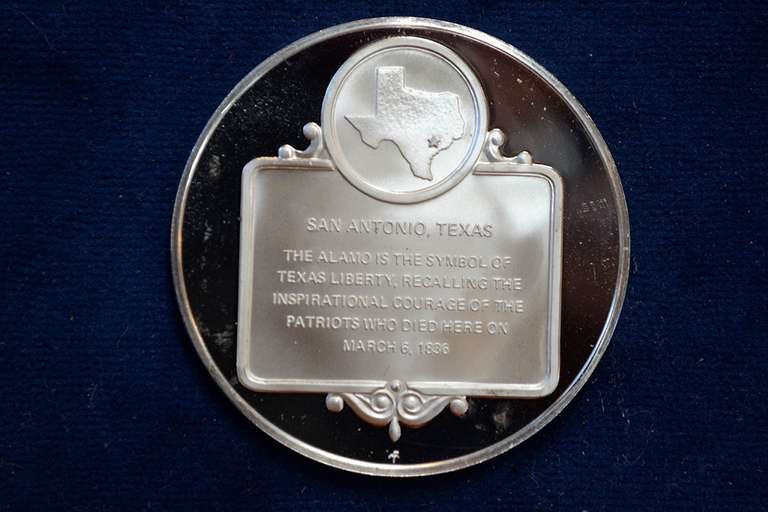 SAN ANTONIO, TEXAS
THE ALAMO IS THE SYMBOL OF
TEXAS LIBERTY, RECALLING THE
INSPIRATIONAL COURAGE OF THE
PATRIOTS WHO DIED HERE ON
MARCH 6, 1836